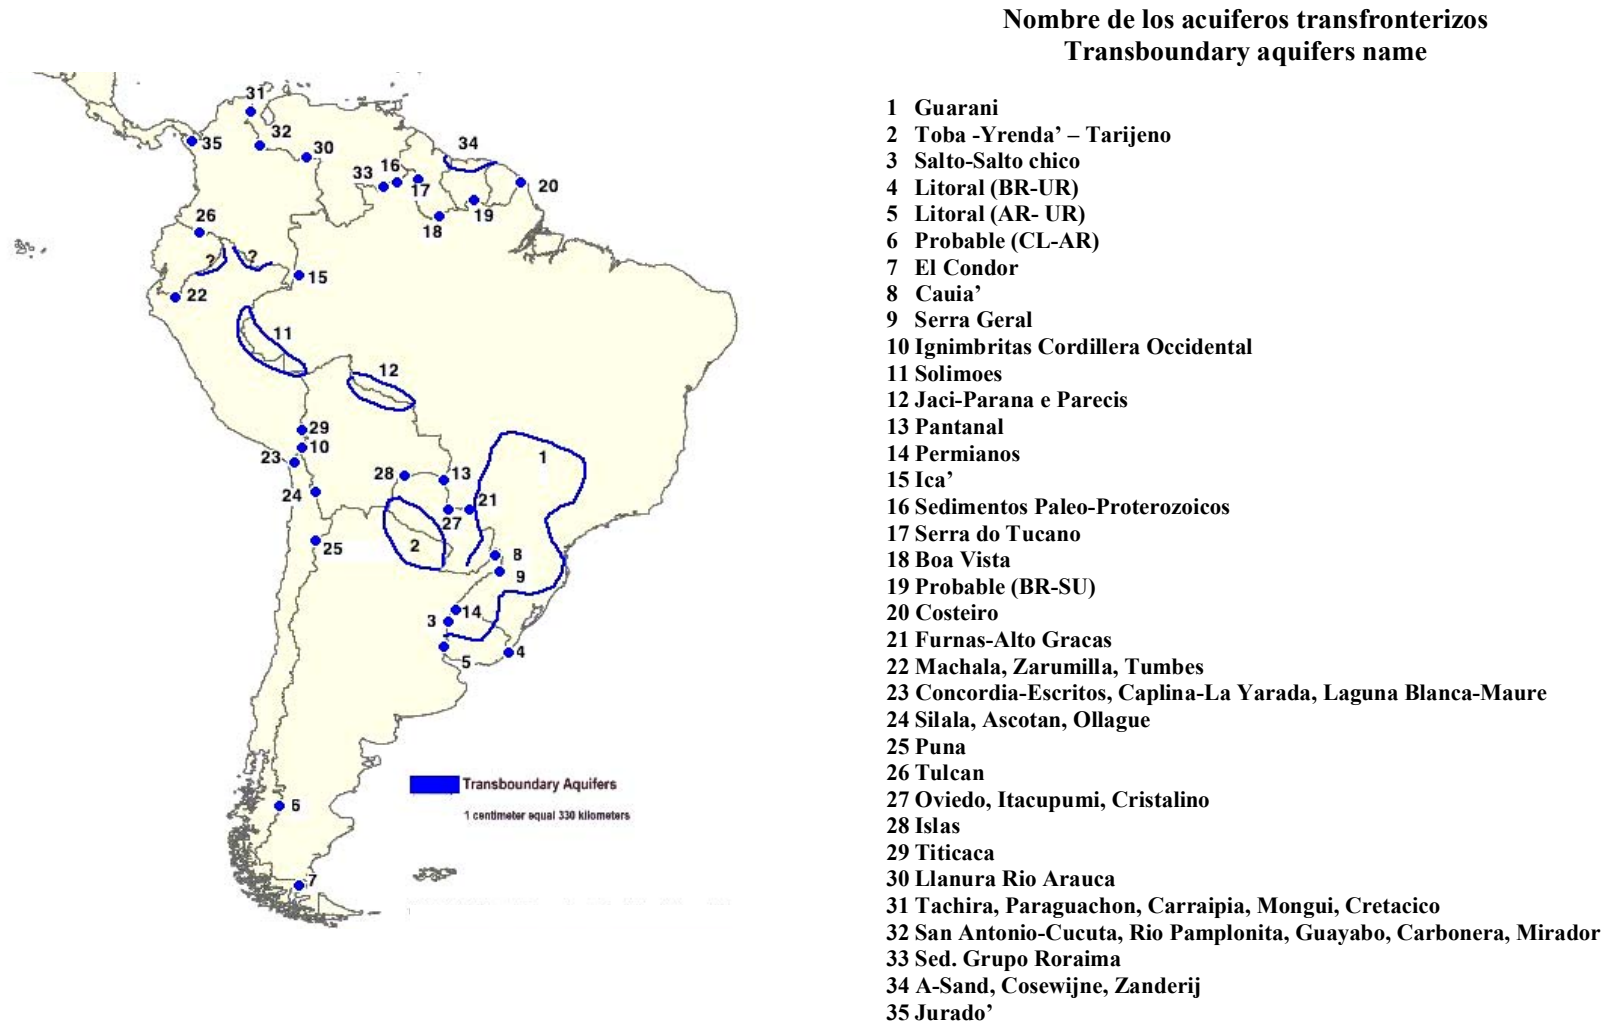 Nombre de los acuiferos transfronterizos
Transboundary aquifers name
1 Guarani
2 Toba -Yrenda’ – Tarijeno
3 Salto-Salto chico
4 Litoral (BR-UR)
5 Litoral (AR- UR)
6 Probable (CL-AR)
7 El Condor
8 Cauia’
9 Serra Geral
10 Ignimbritas Cordillera Occidental
11 Solimoes
12 Jaci-Parana e Parecis
13 Pantanal
14 Permianos
15 Ica’
16 Sedimentos Paleo-Proterozoicos
17 Serra do Tucano
18 Boa Vista
19 Probable (BR-SU)
20 Costeiro
21 Furnas-Alto Gracas
22 Machala, Zarumilla, Tumbes
23 Concordia-Escritos, Caplina-La Yarada, Laguna Blanca-Maure
24 Silala, Ascotan, Ollague
25 Puna
26 Tulcan
27 Oviedo, Itacupumi, Cristalino
28 Islas
29 Titicaca
30 Llanura Rio Arauca
31 Tachira, Paraguachon, Carraipia, Mongui, Cretacico
32 San Antonio-Cucuta, Rio Pamplonita, Guayabo, Carbonera, Mirador
33 Sed. Grupo Roraima
34 A-Sand, Cosewijne, Zanderij
35 Jurado’
31
32
35
30
34
16
33
17
20
19
18
26
?
?
15
22
11
12
29
10
23
28
13
1
24
21
27
25
2
8
9
14
3
4
5
Transboundary Aquifers
1 centimeter equal 330 kilometers
6
7